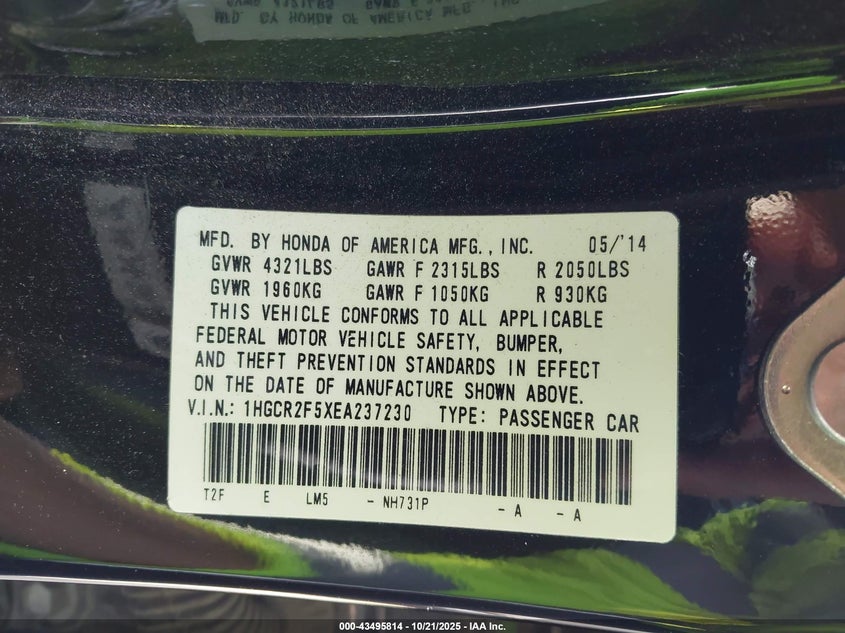 MFD. BY HONDA OF AMERICA MFG., INC. 05/'14
GVWR 4321LBS GAWR F 2315LBS R 2050LBS
GVWR 1960KG GAWR F 1050KG R 930KG
THIS VEHICLE CONFORMS TO ALL APPLICABLE
FEDERAL MOTOR VEHICLE SAFETY, BUMPER,
AND THEFT PREVENTION STANDARDS IN EFFECT
ON THE DATE OF MANUFACTURE SHOWN ABOVE.
V.I.N.: 1HGCR2F5XEA237230 TYPE: PASSENGER CAR
T2F E LM5 - NH731P - A - A
000-43495814 - 10/21/2025 - IAA Inc.